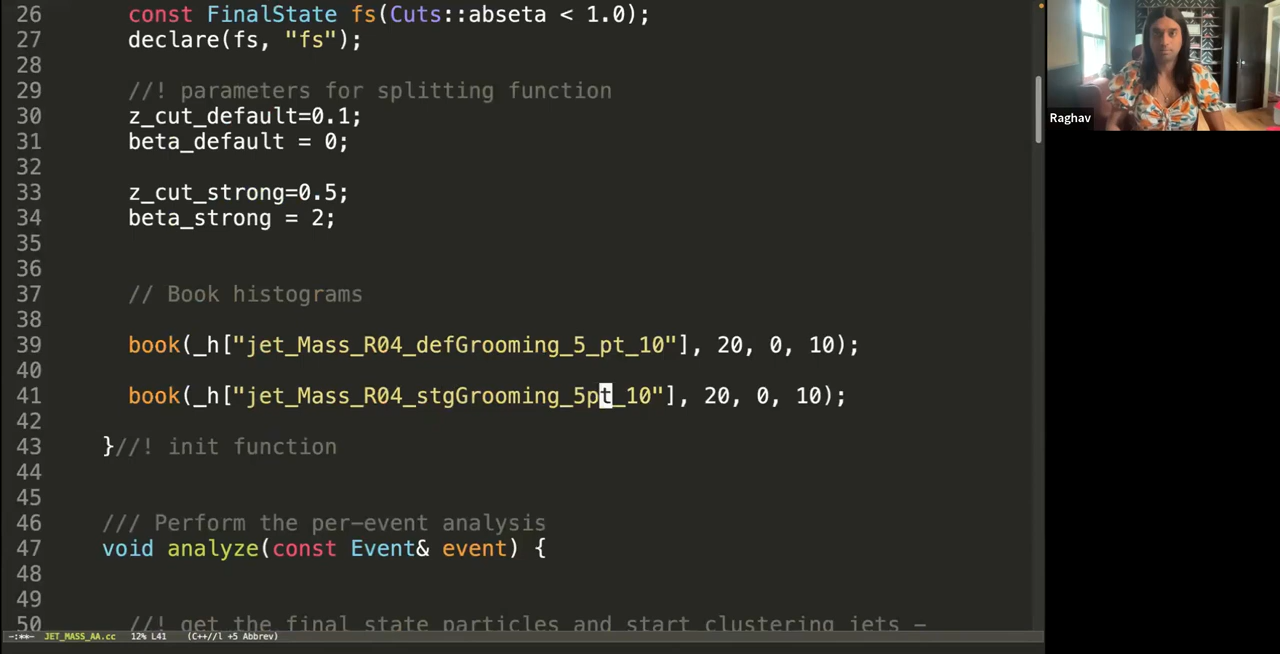 26 const FinalState fs(Cuts::abseta < 1.0);
27 declare(fs, "fs");
28
29 //! parameters for splitting function
30 z_cut_default=0.1;
31 beta_default = 0;
32
33 z_cut_strong=0.5;
34 beta_strong = 2;
35
36
37 // Book histograms
38
39 book(_h["jet_Mass_R04_defGrooming_5_pt_10"], 20, 0, 10);
40
41 book(_h["jet_Mass_R04_stgGrooming_5pt_10"], 20, 0, 10);
42
43 }//! init function
44
45
46 /// Perform the per-event analysis
47 void analyze(const Event& event) {
48
49
50 //! get the final state particles and start clustering jets -
-:**- JET_MASS_AA.cc 12% L41 (C++//l +5 Abbrev)
Raghav